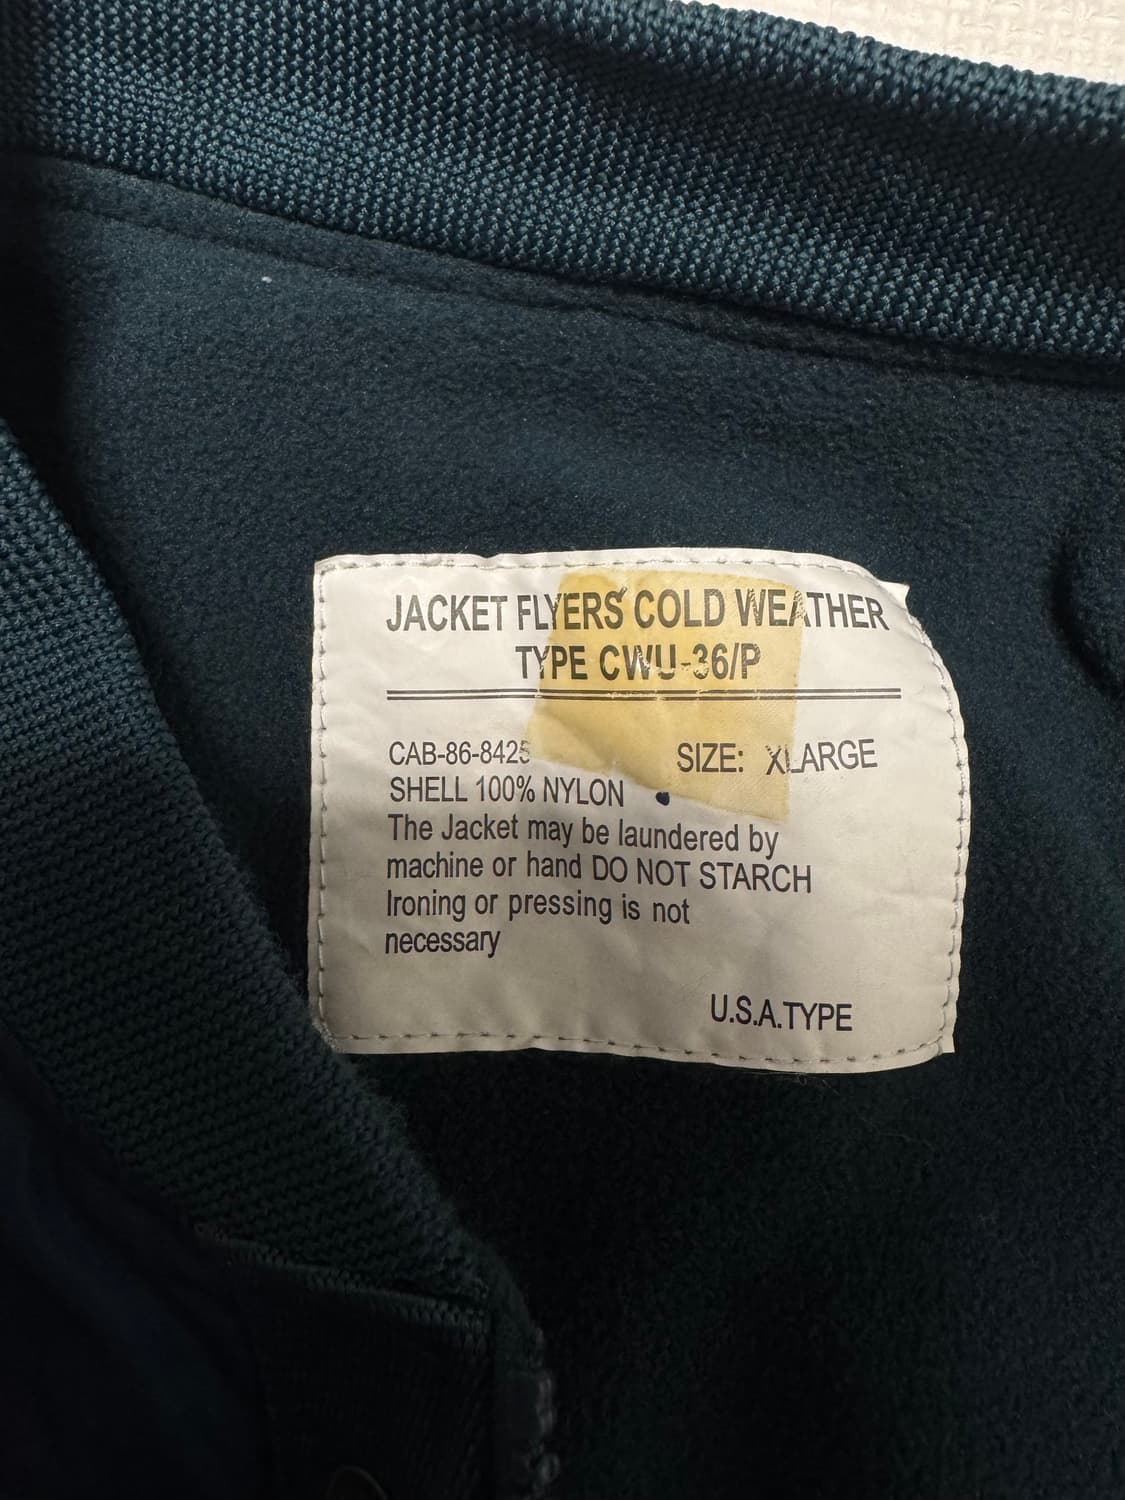 JACKET FLYERS' COLD WEATHER
TYPE CWU-36/P
CAB-86-8425 SIZE: XLARGE
SHELL 100% NYLON
The Jacket may be laundered by
machine or hand DO NOT STARCH
Ironing or pressing is not
necessary
U.S.A.TYPE